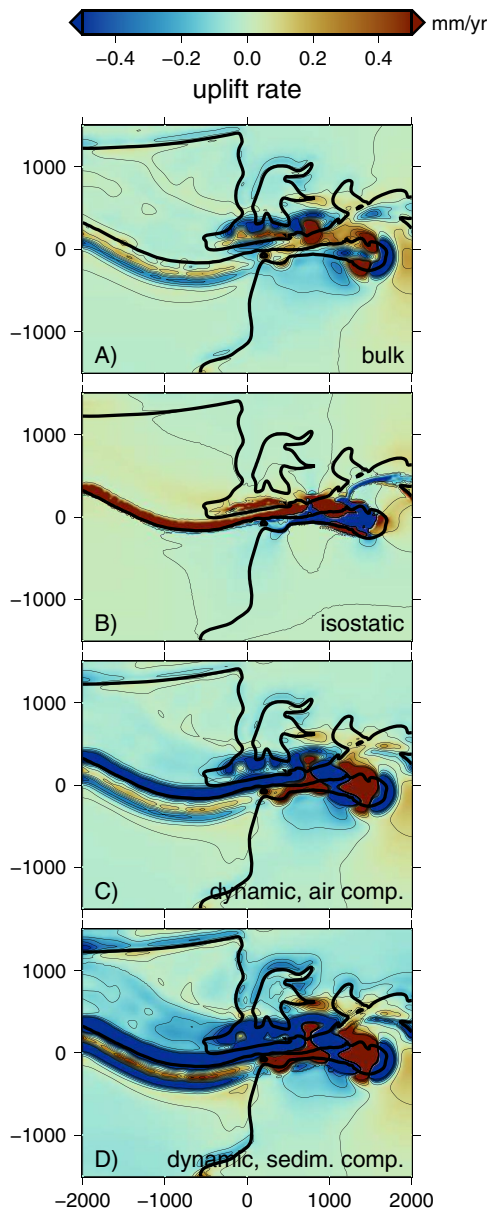 mm/yr
−0.4 −0.2 0.0 0.2 0.4
uplift rate
1000
0
−1000
A) bulk
1000
0
−1000
B) isostatic
1000
0
−1000
C) dynamic, air comp.
1000
0
−1000
D) dynamic, sedim. comp.
−2000 −1000 0 1000 2000